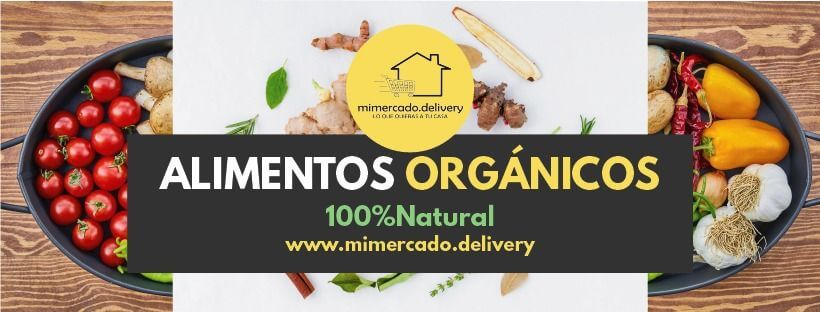 mimercado.delivery
LO QUE QUIERAS A TU CASA
ALIMENTOS ORGÁNICOS
100%Natural
www.mimercado.delivery